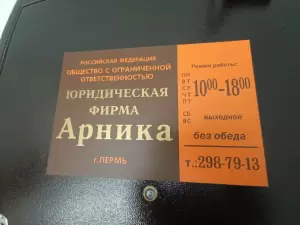 РОССИЙСКАЯ ФЕДЕРАЦИЯ
ОБЩЕСТВО С ОГРАНИЧЕННОЙ
ОТВЕТСТВЕННОСТЬЮ
ЮРИДИЧЕСКАЯ
ФИРМА
Арника
г.ПЕРМЬ
Режим работы:
ПН
ВТ
СР
ЧТ
ПТ
1000-1800
СБ
ВС
выходной
без обеда
т.:298-79-13